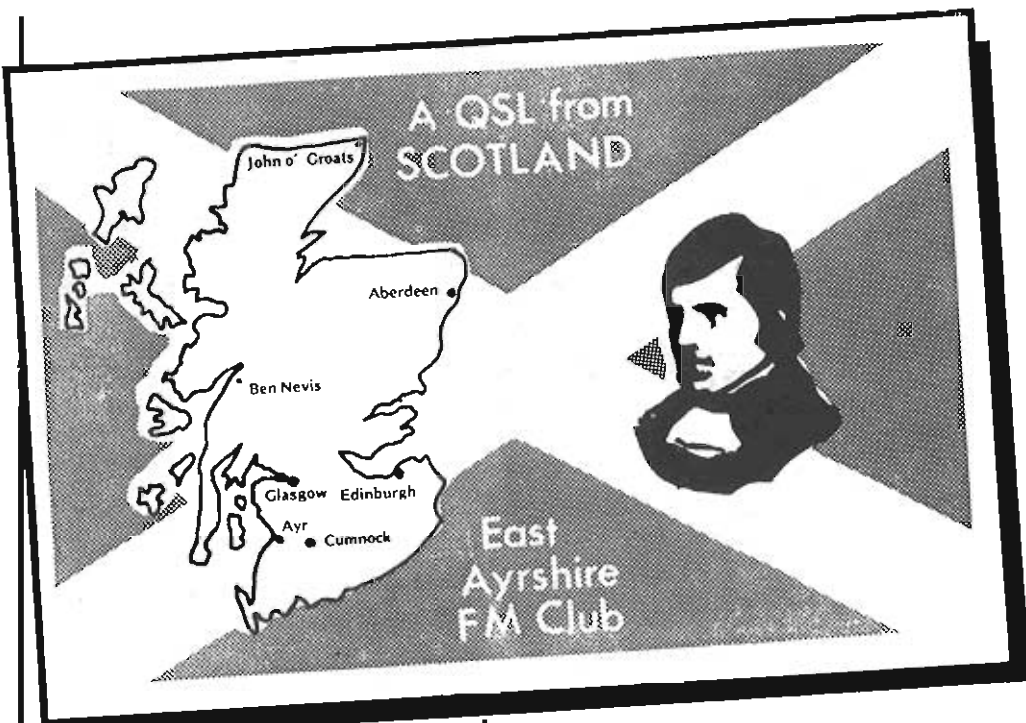 A QSL from
SCOTLAND
John o' Groats
Aberdeen
Ben Nevis
Glasgow
Edinburgh
Ayr
Cumnock
East
Ayrshire
FM Club